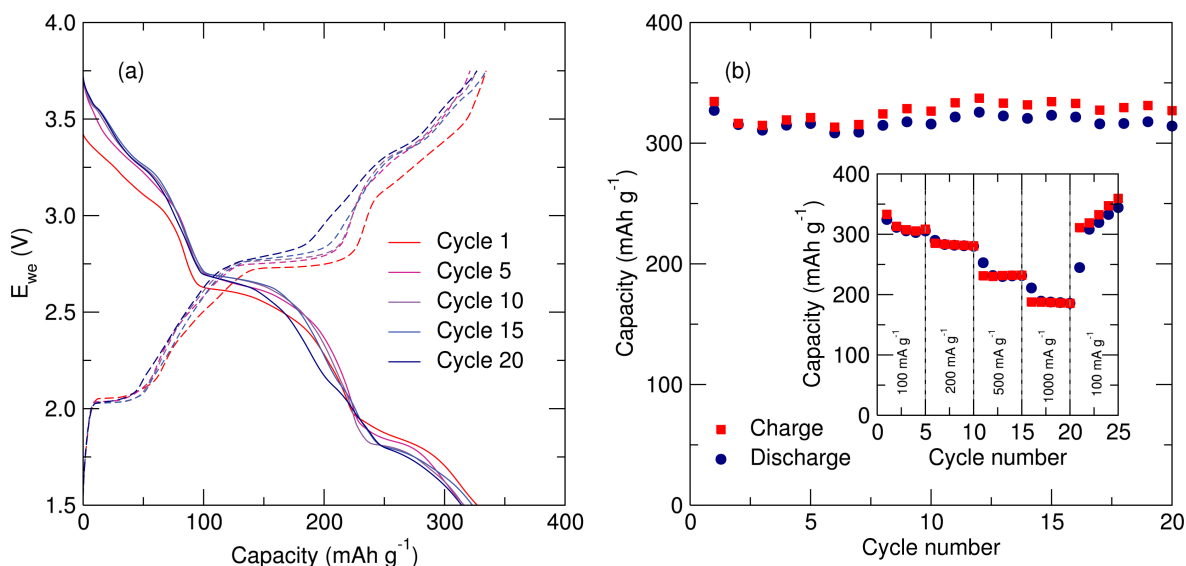 (a)
4.0
3.5
3.0
2.5
2.0
1.5
E_we (V)
0 100 200 300 400
Capacity (mAh g⁻¹)
Cycle 1
Cycle 5
Cycle 10
Cycle 15
Cycle 20
(b)
400
300
200
100
0
Capacity (mAh g⁻¹)
0 5 10 15 20
Cycle number
Charge
Discharge
400
300
200
100
0
Capacity (mAh g⁻¹)
100 mA g⁻¹
200 mA g⁻¹
500 mA g⁻¹
1000 mA g⁻¹
100 mA g⁻¹
0 5 10 15 20 25
Cycle number